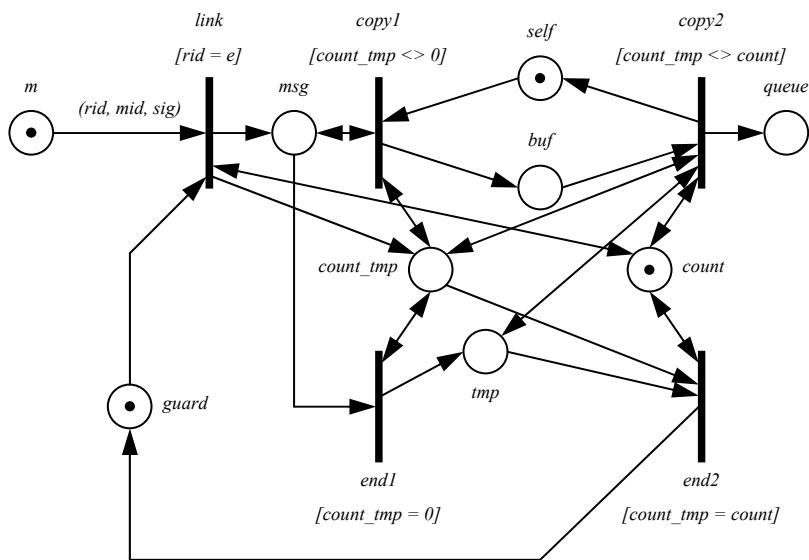 link
copy1
self
copy2
[rid = e]
[count_tmp <> 0]
[count_tmp <> count]
m
msg
queue
(rid, mid, sig)
buf
count_tmp
count
guard
tmp
end1
end2
[count_tmp = 0]
[count_tmp = count]